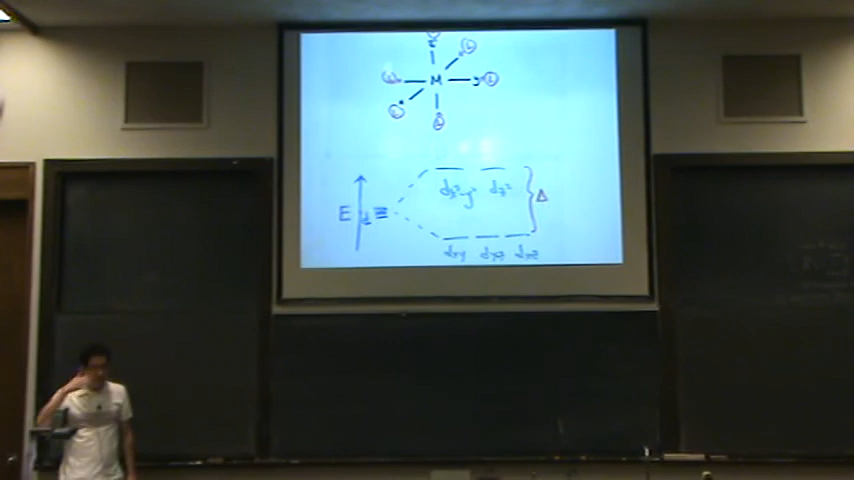 L L
L M y L
L L
E d
dx²-y² dz² Δ
dxy dyz dxz